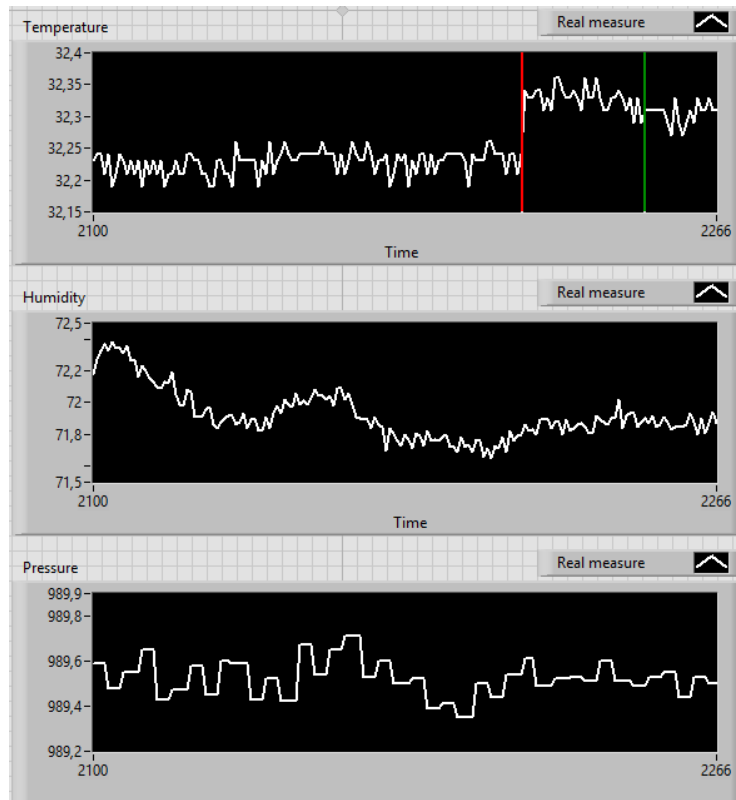 Temperature
Real measure
32,4
32,35
32,3
32,25
32,2
32,15
2100
2266
Time
Humidity
Real measure
72,5
72,2
72
71,8
71,5
2100
2266
Time
Pressure
Real measure
989,9
989,8
989,6
989,4
989,2
2100
2266